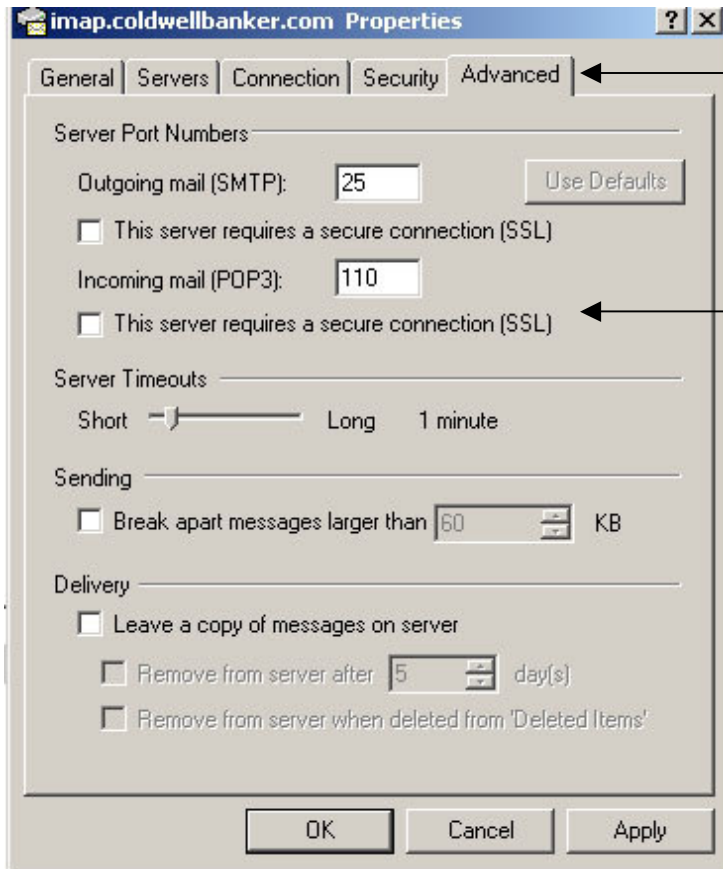 imap.coldwellbanker.com Properties
General Servers Connection Security Advanced
Server Port Numbers
Outgoing mail (SMTP): 25 Use Defaults
This server requires a secure connection (SSL)
Incoming mail (POP3): 110
This server requires a secure connection (SSL)
Server Timeouts
Short Long 1 minute
Sending
Break apart messages larger than 60 KB
Delivery
Leave a copy of messages on server
Remove from server after 5 day(s)
Remove from server when deleted from 'Deleted Items'
OK Cancel Apply